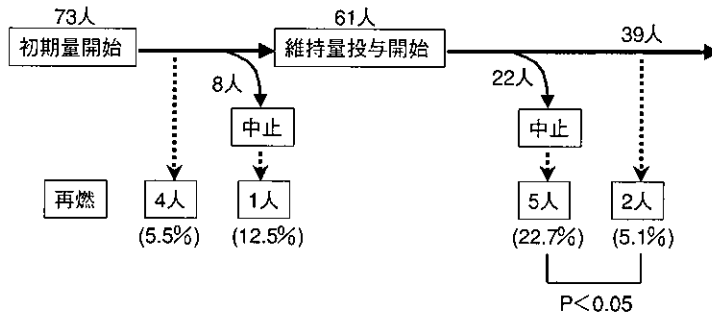 73人
61人
39人
初期量開始
維持量投与開始
8人
22人
中止
中止
再燃
4人
1人
5人
2人
(5.5%)
(12.5%)
(22.7%)
(5.1%)
P<0.05